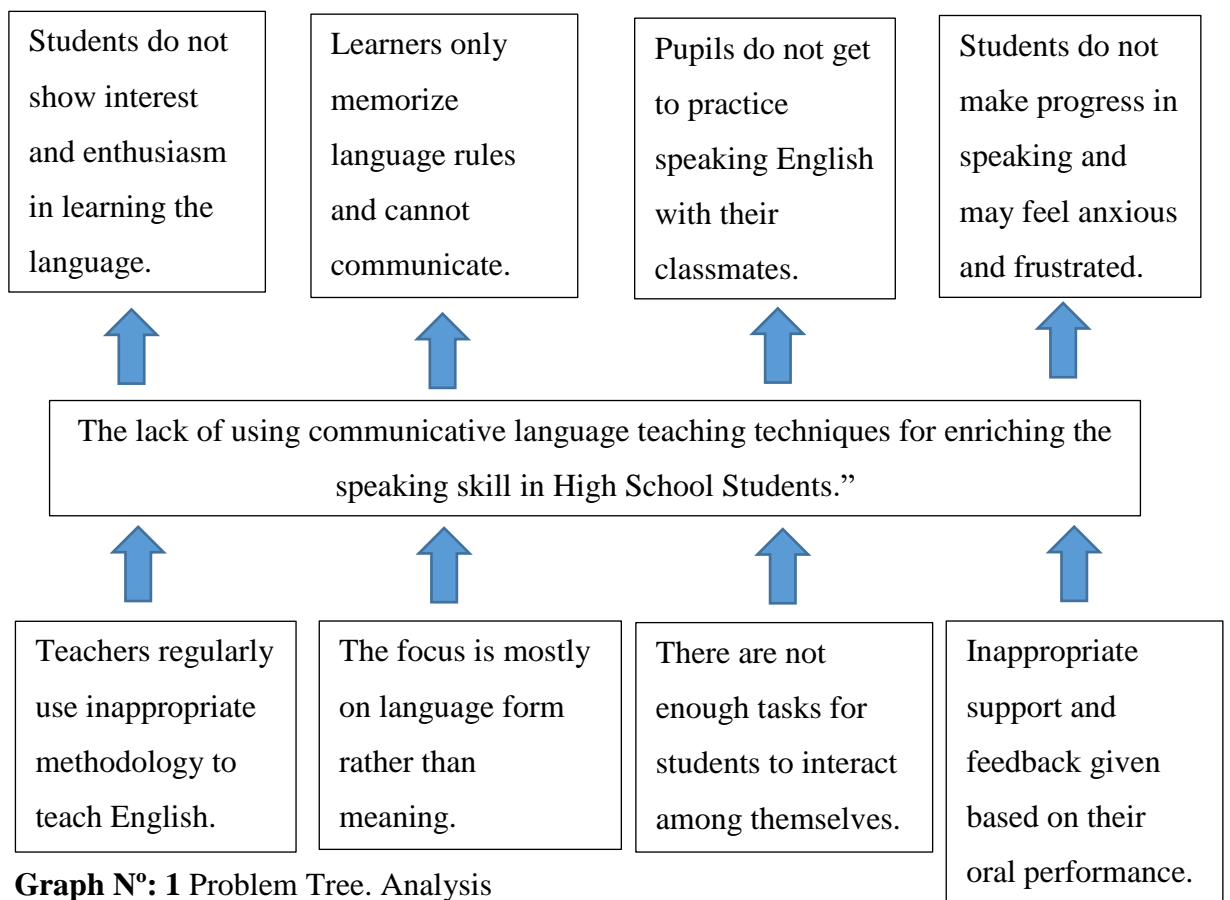 Students do not
show interest
and enthusiasm
in learning the
language.
Learners only
memorize
language rules
and cannot
communicate.
Pupils do not get
to practice
speaking English
with their
classmates.
Students do not
make progress in
speaking and
may feel anxious
and frustrated.
The lack of using communicative language teaching techniques for enriching the
speaking skill in High School Students.”
Teachers regularly
use inappropriate
methodology to
teach English.
The focus is mostly
on language form
rather than
meaning.
There are not
enough tasks for
students to interact
among themselves.
Inappropriate
support and
feedback given
based on their
oral performance.
Graph Nº: 1 Problem Tree. Analysis